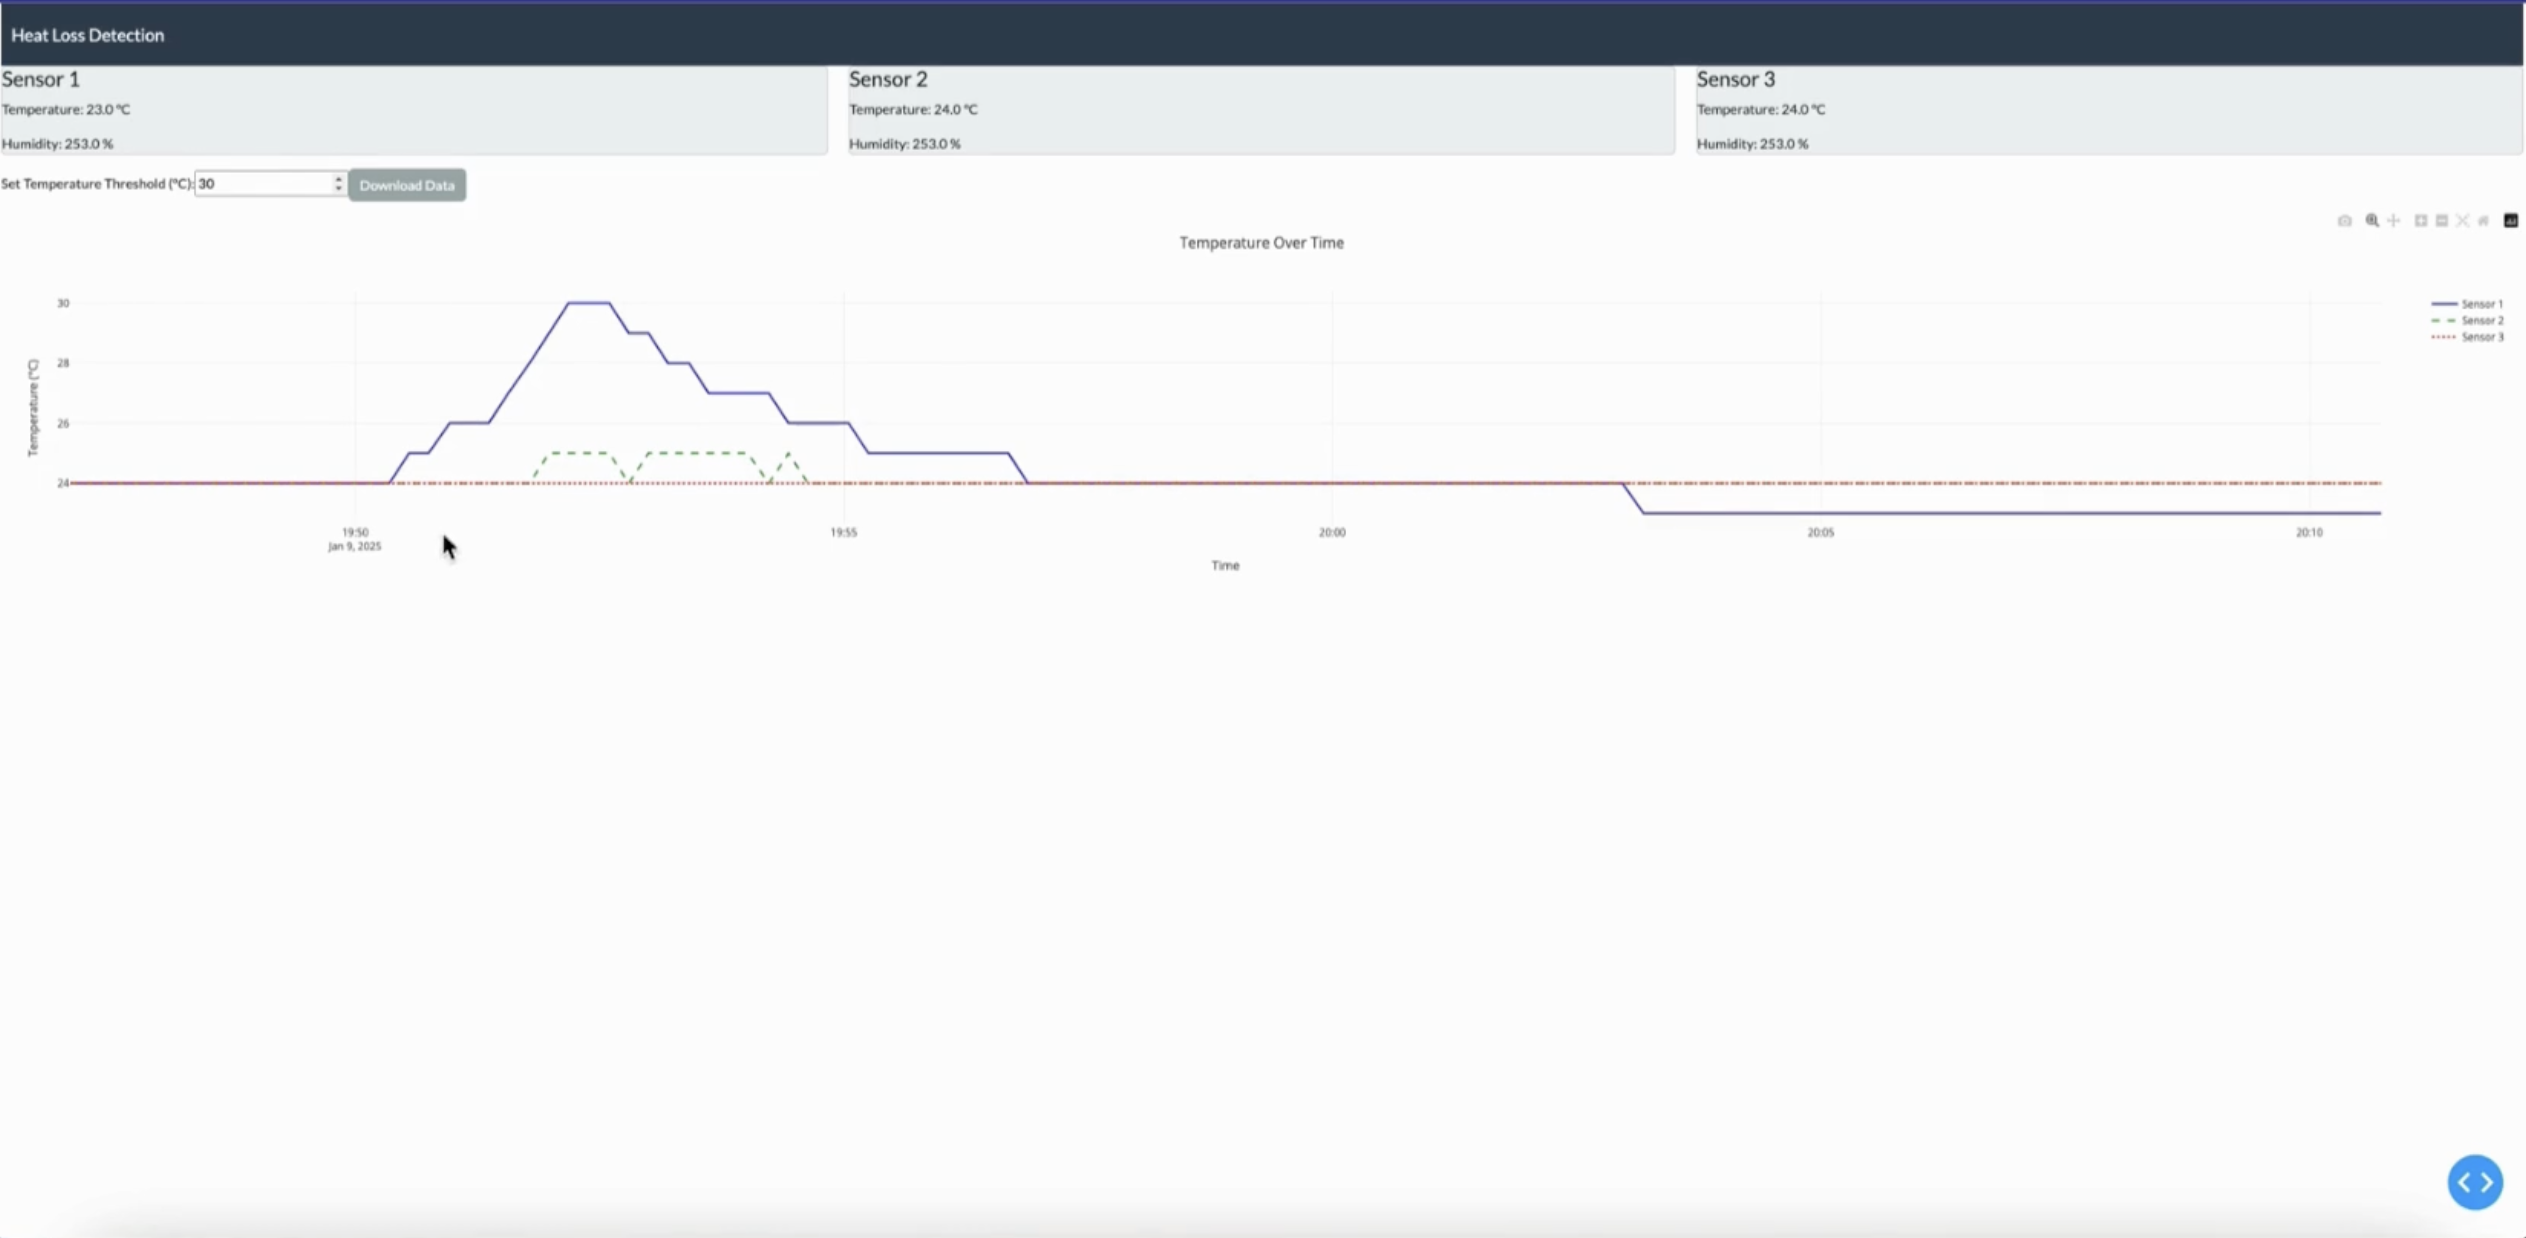 Heat Loss Detection
Sensor 1
Temperature: 23.0 °C
Humidity: 253.0 %
Sensor 2
Temperature: 24.0 °C
Humidity: 253.0 %
Sensor 3
Temperature: 24.0 °C
Humidity: 253.0 %
Set Temperature Threshold (°C): 30
Download Data
Temperature Over Time
30
28
26
24
Temperature (°C)
19:50
Jan 9, 2025
19:55
20:00
20:05
20:10
Time
Sensor 1
Sensor 2
Sensor 3